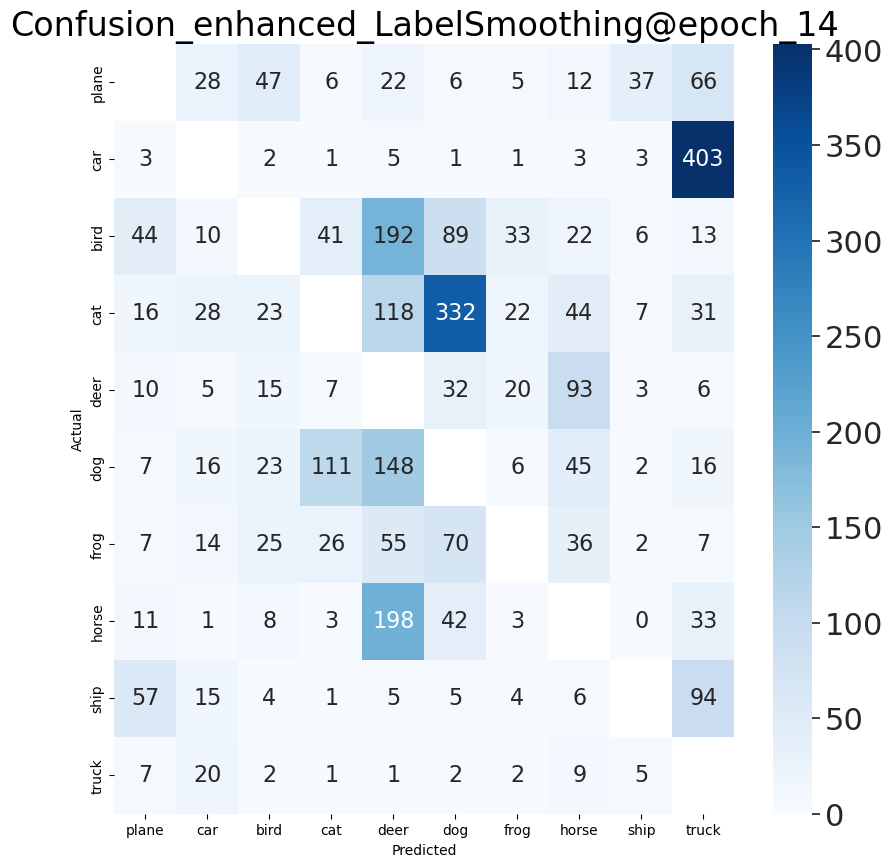 Confusion_enhanced_LabelSmoothing@epoch_14
plane 28 47 6 22 6 5 12 37 66
car 3 2 1 5 1 1 3 3 403
bird 44 10 41 192 89 33 22 6 13
cat 16 28 23 118 332 22 44 7 31
deer 10 5 15 7 32 20 93 3 6
dog 7 16 23 111 148 6 45 2 16
frog 7 14 25 26 55 70 36 2 7
horse 11 1 8 3 198 42 3 0 33
ship 57 15 4 1 5 5 4 6 94
truck 7 20 2 1 1 2 2 9 5
Actual
plane car bird cat deer dog frog horse ship truck
Predicted
400
350
300
250
200
150
100
50
0